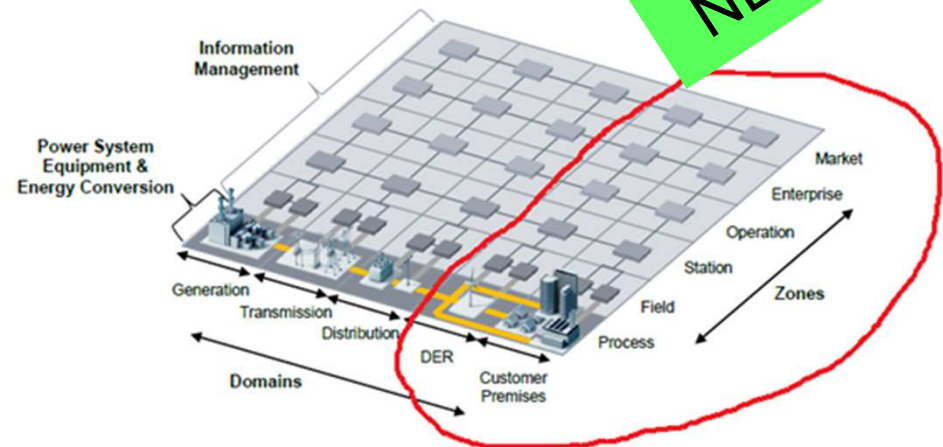 Information
Management
Power System
Equipment &
Energy Conversion
Market
Enterprise
Operation
Station
Field
Process
Zones
Generation
Transmission
Distribution
DER
Customer
Premises
Domains